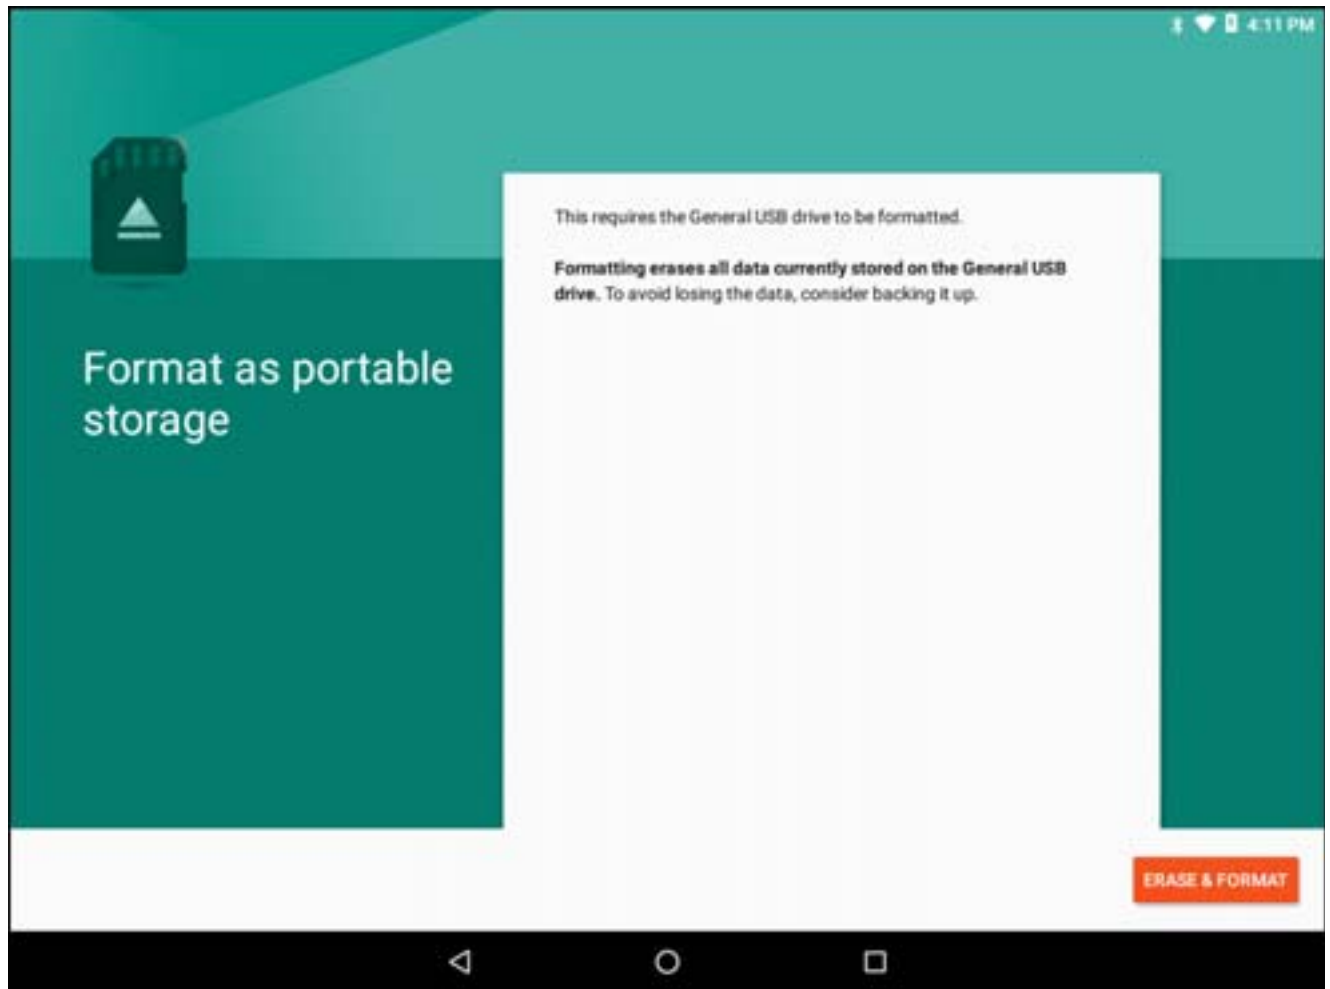 4:11 PM
Format as portable
storage
This requires the General USB drive to be formatted.
Formatting erases all data currently stored on the General USB
drive. To avoid losing the data, consider backing it up.
ERASE & FORMAT